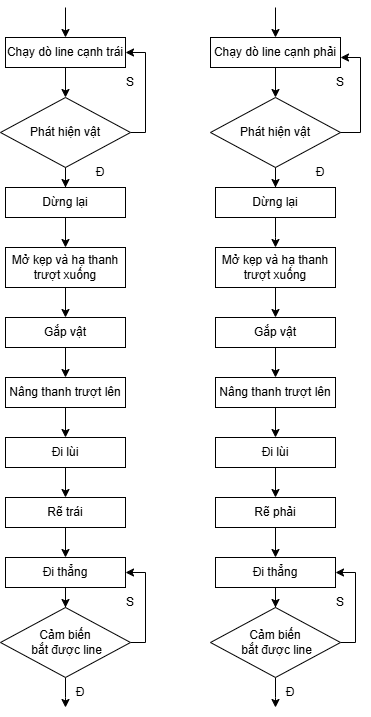 Chạy dò line cạnh trái
S
Phát hiện vật
Đ
Dừng lại
Mở kẹp và hạ thanh
trượt xuống
Gắp vật
Nâng thanh trượt lên
Đi lùi
Rẽ trái
Đi thẳng
S
Cảm biến
bắt được line
Đ
Chạy dò line cạnh phải
S
Phát hiện vật
Đ
Dừng lại
Mở kẹp và hạ thanh
trượt xuống
Gắp vật
Nâng thanh trượt lên
Đi lùi
Rẽ phải
Đi thẳng
S
Cảm biến
bắt được line
Đ